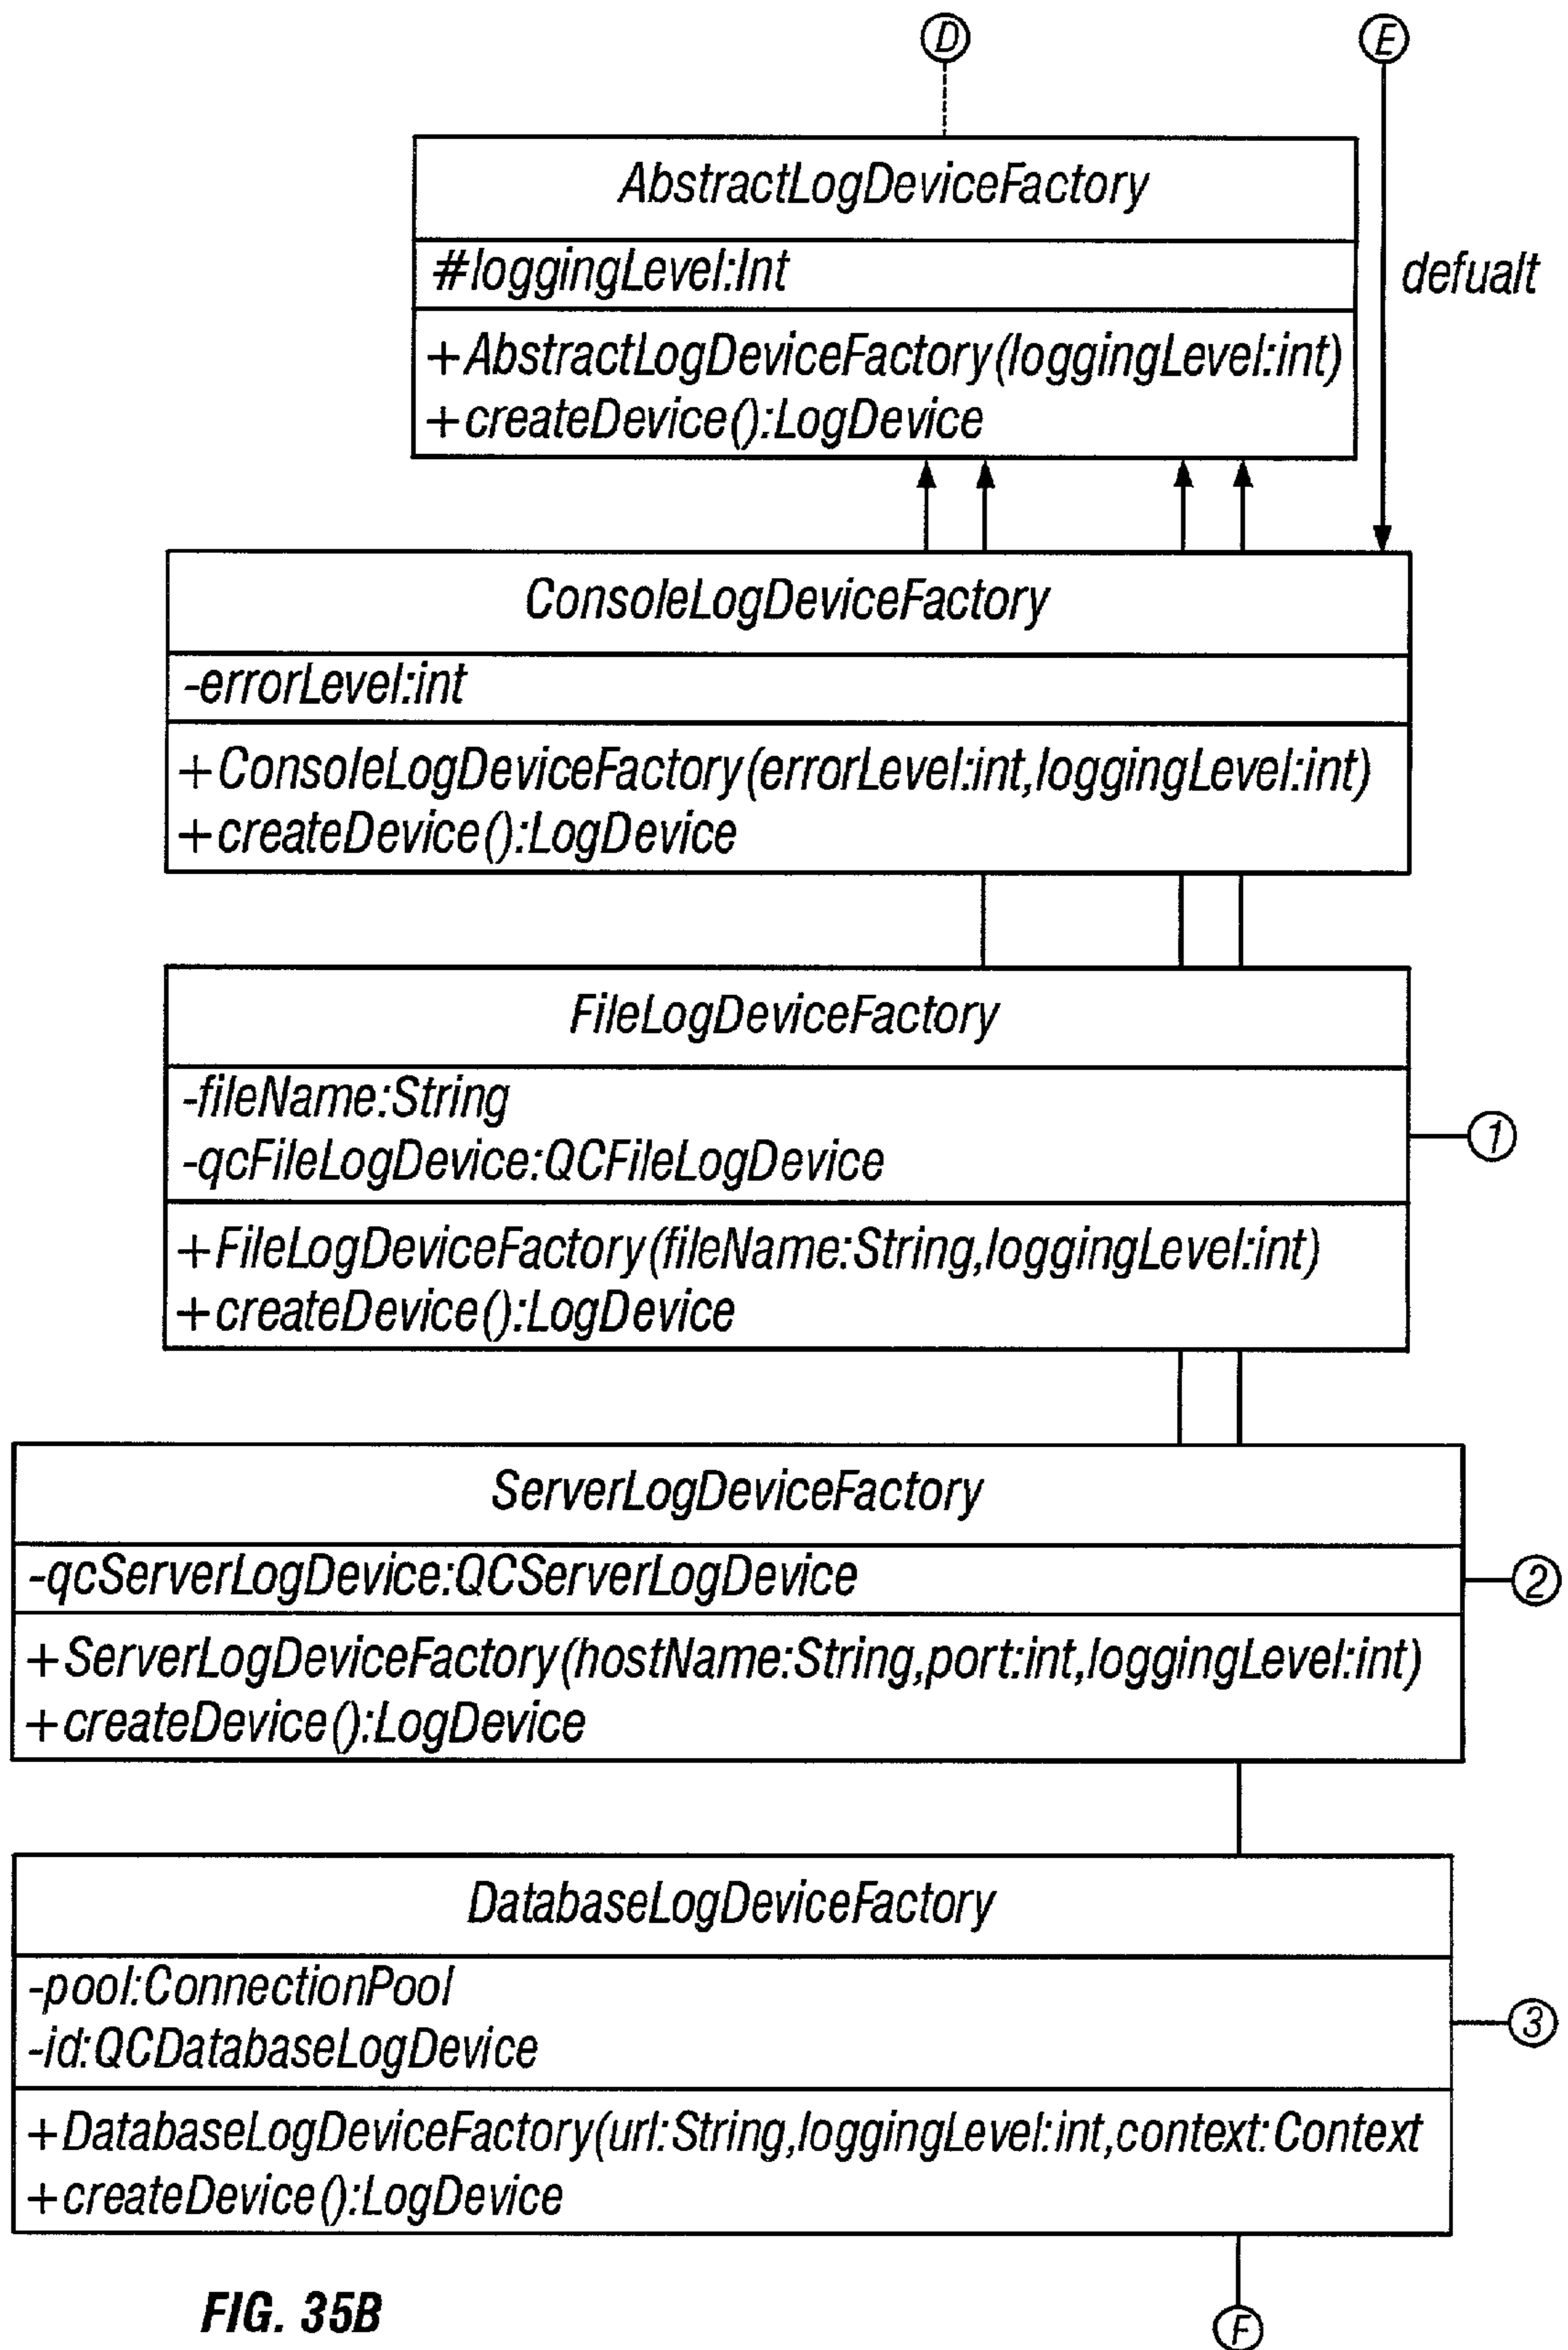 D
E
AbstractLogDeviceFactory
#loggingLevel:Int
defualt
+AbstractLogDeviceFactory(loggingLevel:int)
+createDevice():LogDevice
ConsoleLogDeviceFactory
-errorLevel:int
+ConsoleLogDeviceFactory(errorLevel:int,loggingLevel:int)
+createDevice():LogDevice
FileLogDeviceFactory
-fileName:String
-qcFileLogDevice:QCFileLogDevice
1
+FileLogDeviceFactory(fileName:String,loggingLevel:int)
+createDevice():LogDevice
ServerLogDeviceFactory
-qcServerLogDevice:QCServerLogDevice
2
+ServerLogDeviceFactory(hostName:String,port:int,loggingLevel:int)
+createDevice():LogDevice
DatabaseLogDeviceFactory
-pool:ConnectionPool
3
-id:QCDatabaseLogDevice
+DatabaseLogDeviceFactory(url:String,loggingLevel:int,context:Context
+createDevice():LogDevice
FIG. 35B
F